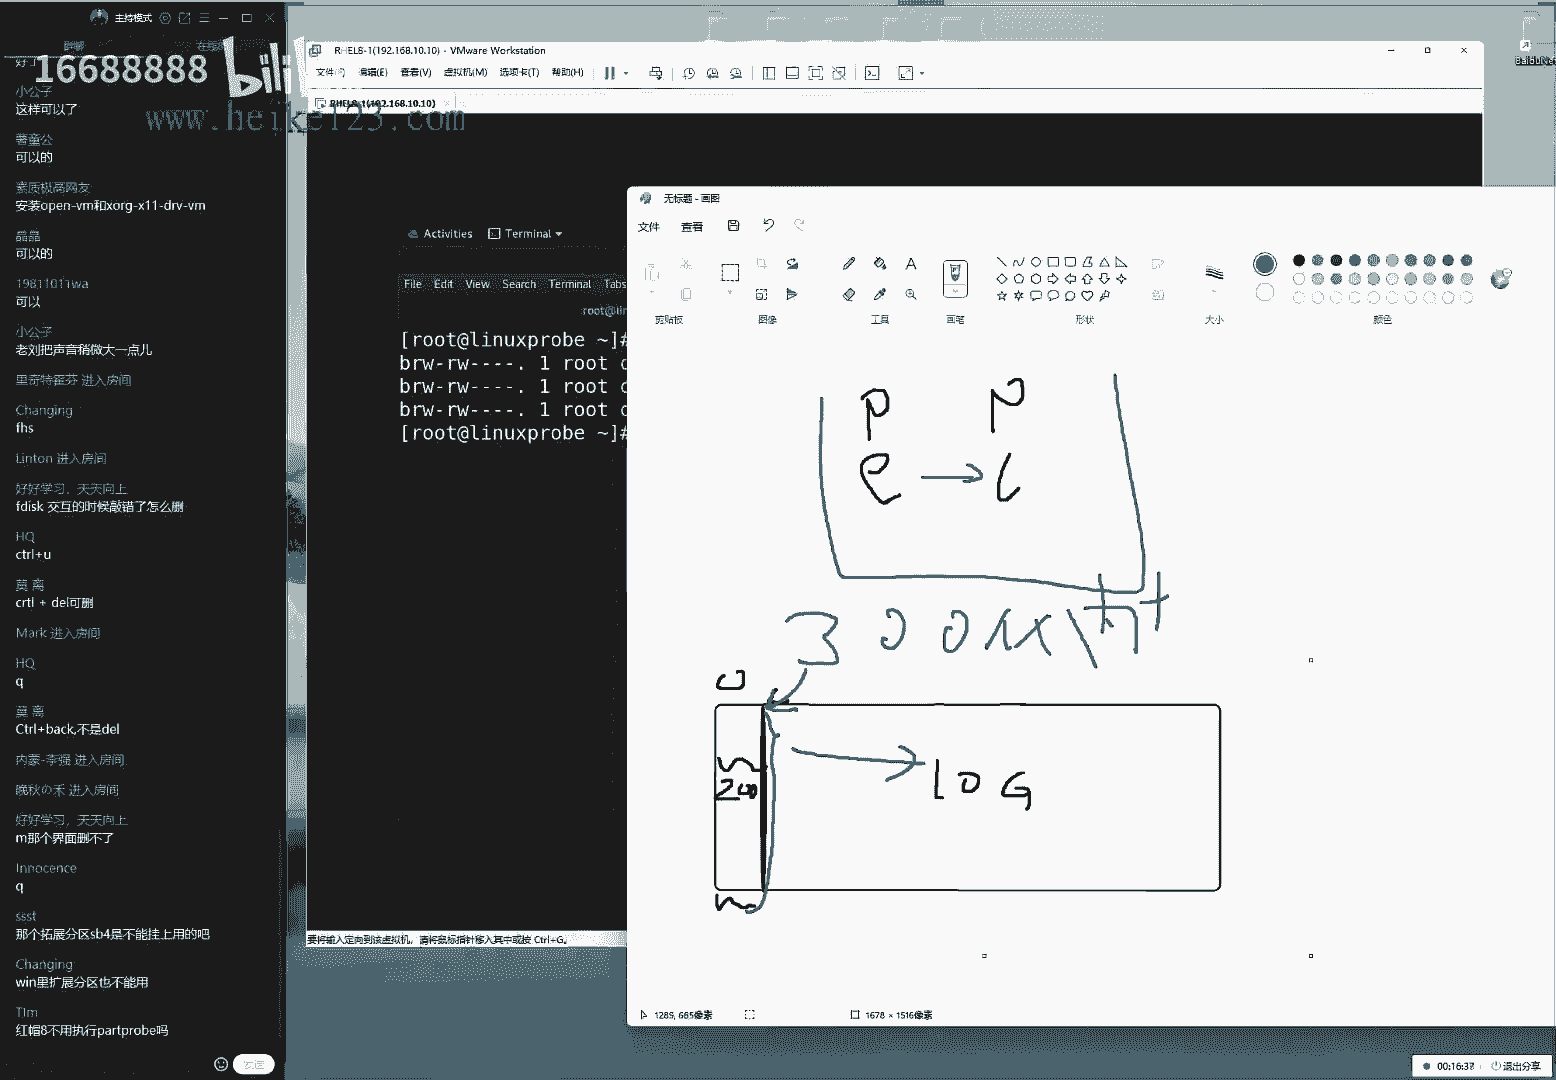 主持模式
16688888
bili
www.heike123.com
小公子
这样可以了
薯童公
可以的
素质极高网友
安装open-vm和xorg-x11-drv-vm
晶晶
可以的
19811011wa
可以
小公子
老刘把声音稍微大一点儿
里奇特霍芬 进入房间
Changing
fhs
Linton 进入房间
好好学习，天天向上
fdisk 交互的时候敲错了怎么删
HQ
ctrl+u
莫 离
crtl + del可删
Mark 进入房间
HQ
q
莫 离
Ctrl+back,不是del
内蒙-李强 进入房间
晚秋の禾 进入房间
好好学习，天天向上
m那个界面删不了
Innocence
q
ssst
那个拓展分区sb4是不能挂上用的吧
Changing
win里扩展分区也不能用
Tim
红帽8不用执行partprobe吗
RHEL8-1(192.168.10.10) - VMware Workstation
文件(F) 编辑(E) 查看(V) 虚拟机(M) 选项卡(T) 帮助(H)
RHEL8-1(192.168.10.10)
Activities Terminal
File Edit View Search Terminal Tabs
root@lin
[root@linuxprobe ~]#
brw-rw----. 1 root
brw-rw----. 1 root
brw-rw----. 1 root
[root@linuxprobe ~]#
要将输入定向到该虚拟机，请将鼠标指针移入其中或按 Ctrl+G。
无标题 - 画图
文件 查看
剪贴板 图像 工具 画笔 形状 大小 颜色
P P
e L
300
0
200
10G
1289, 665像素
1678 × 1516像素
00:16:37 退出分享